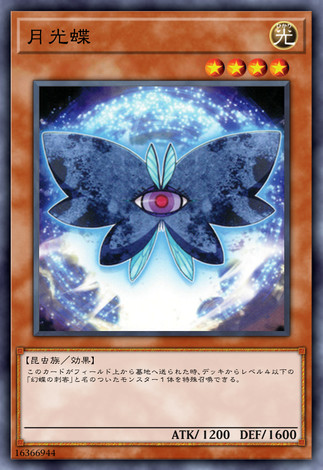 月光蝶
光
【昆虫族／効果】
このカードがフィールド上から墓地へ送られた時、デッキからレベル４以下の
「幻蝶の刺客」と名のついたモンスター１体を特殊召喚できる。
ATK/1200 DEF/1600
16366944